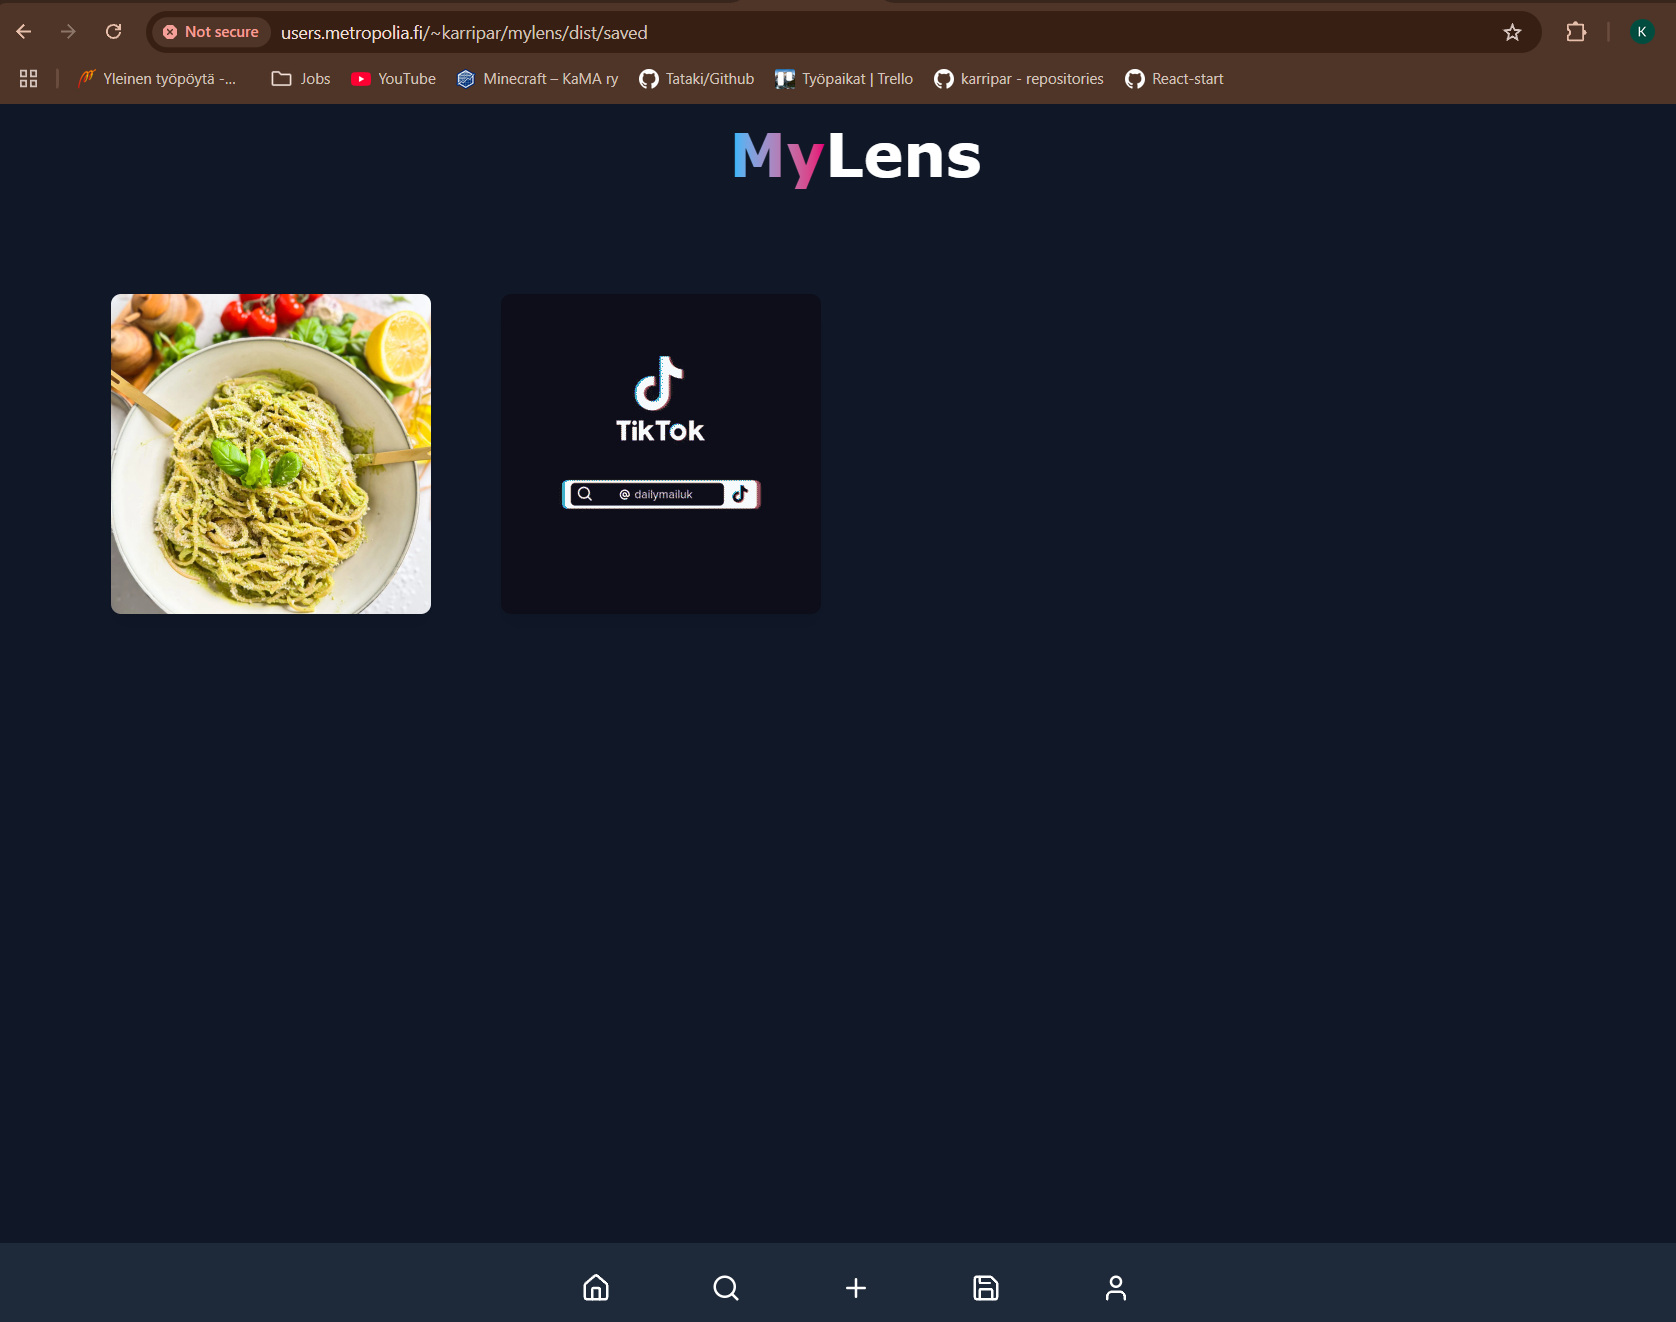 Not secure users.metropolia.fi/~karripar/mylens/dist/saved K
Yleinen työpöytä -... Jobs YouTube Minecraft – KaMA ry Tataki/Github Työpaikat | Trello karripar - repositories React-start
MyLens
TikTok
@ dailymailuk